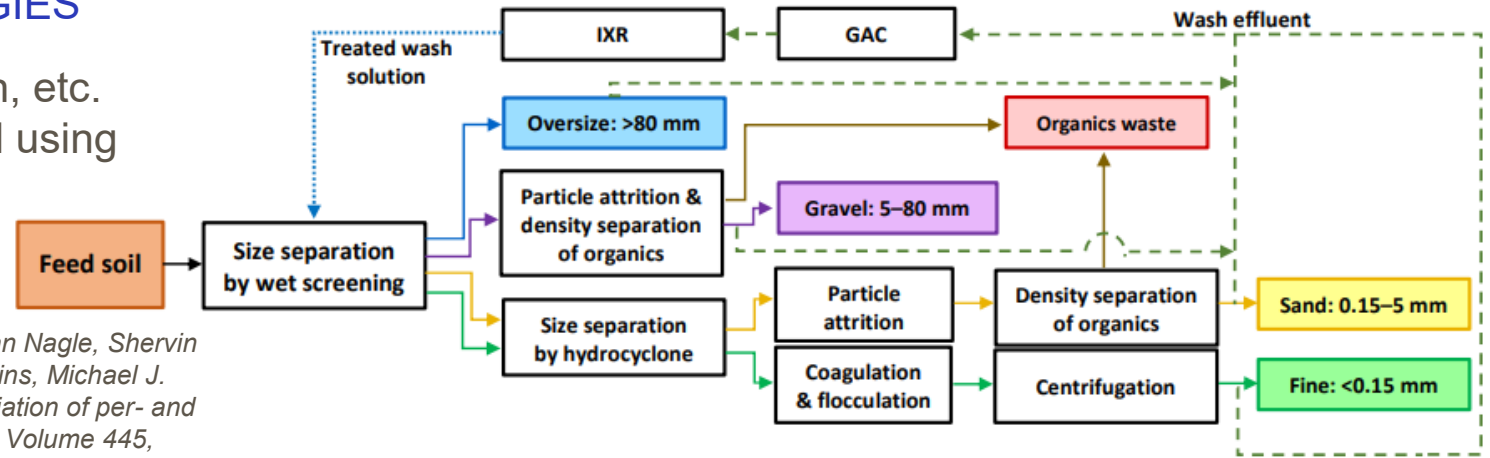 GIES
n, etc.
l using
an Nagle, Shervin
ins, Michael J.
iation of per- and
Volume 445,
Wash effluent
IXR
GAC
Treated wash
solution
Oversize: >80 mm
Organics waste
Particle attrition &
density separation
of organics
Gravel: 5–80 mm
Feed soil
Size separation
by wet screening
Particle
attrition
Density separation
of organics
Sand: 0.15–5 mm
Size separation
by hydrocyclone
Coagulation
& flocculation
Centrifugation
Fine: <0.15 mm